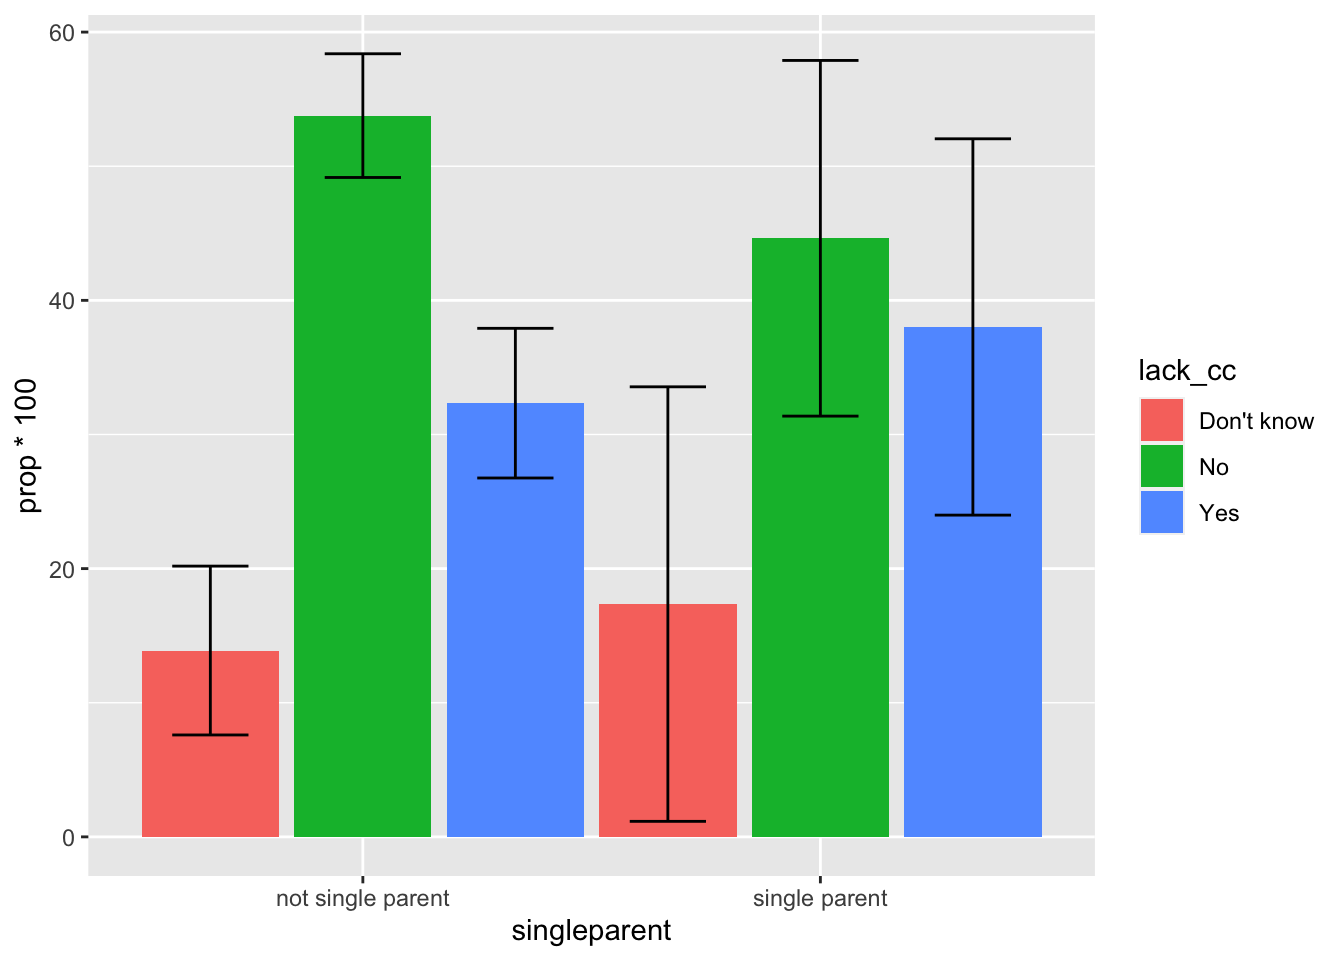 60
40
20
0
prop * 100
not single parent
single parent
singleparent
lack_cc
Don't know
No
Yes